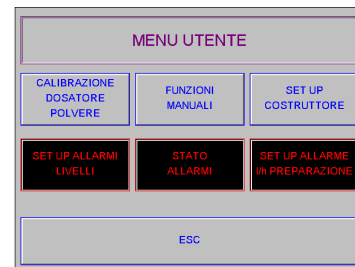 MENU UTENTE
CALIBRAZIONE
DOSATORE
POLVERE
FUNZIONI
MANUALI
SET UP
COSTRUTTORE
SET UP ALLARMI
LIVELLI
STATO
ALLARMI
SET UP ALLARME
l/h PREPARAZIONE
ESC